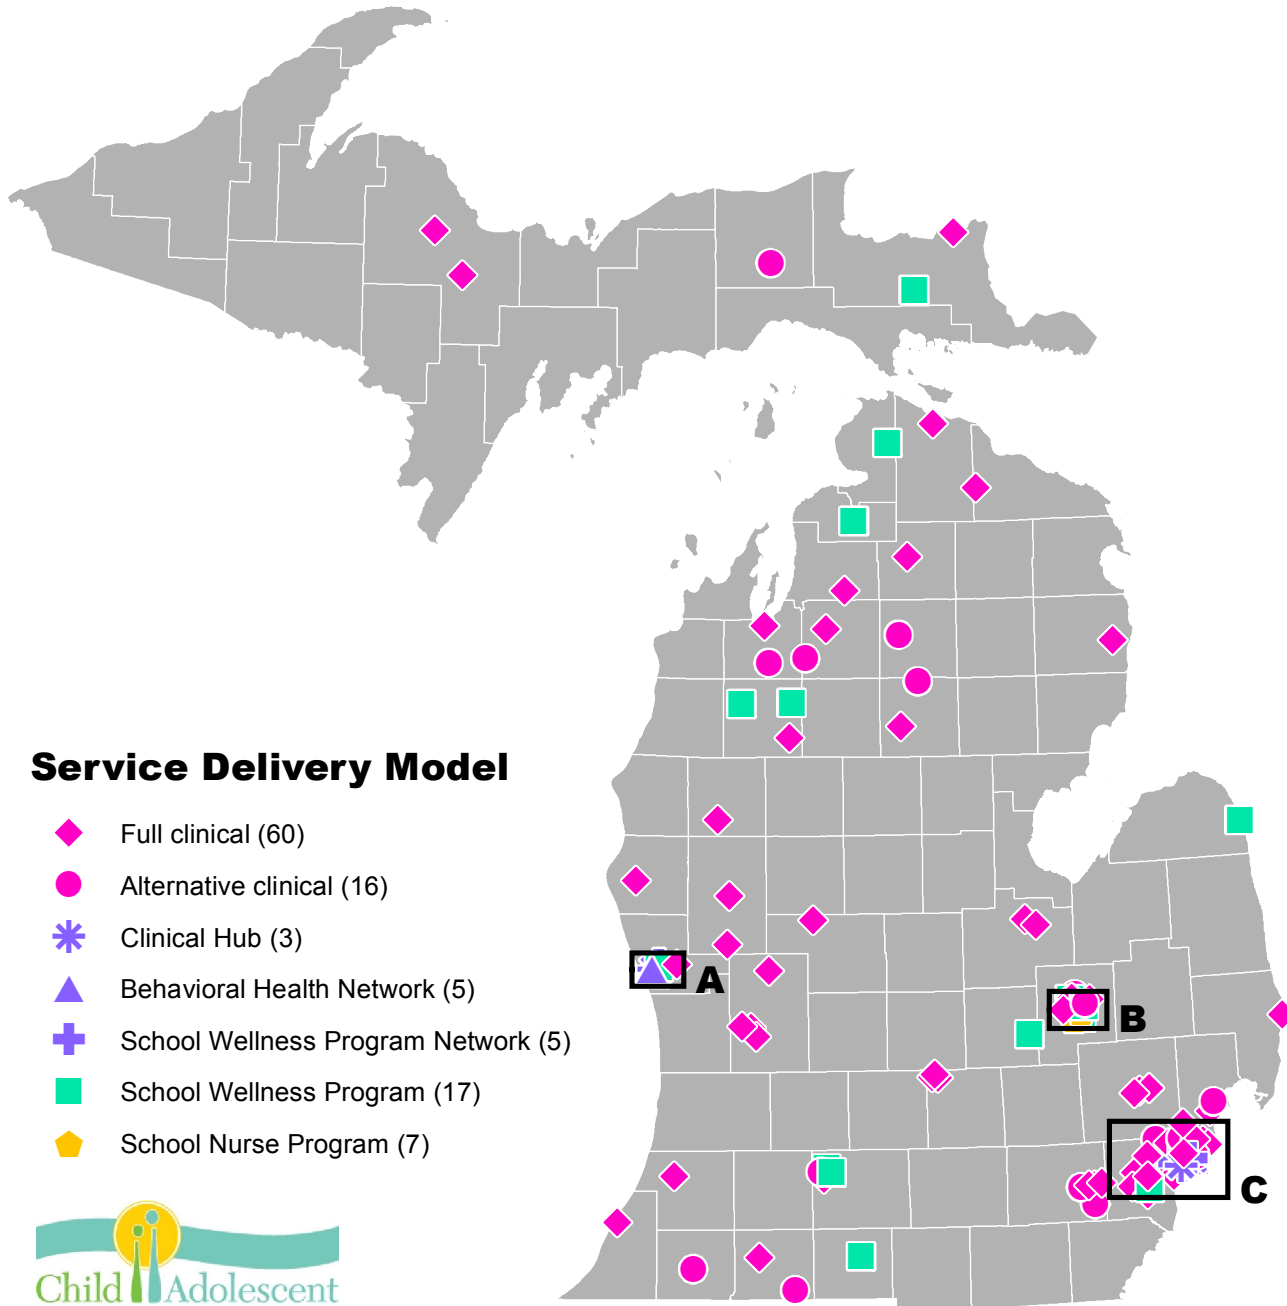 A
B
C
Service Delivery Model
Full clinical (60)
Alternative clinical (16)
Clinical Hub (3)
Behavioral Health Network (5)
School Wellness Program Network (5)
School Wellness Program (17)
School Nurse Program (7)
Child Adolescent